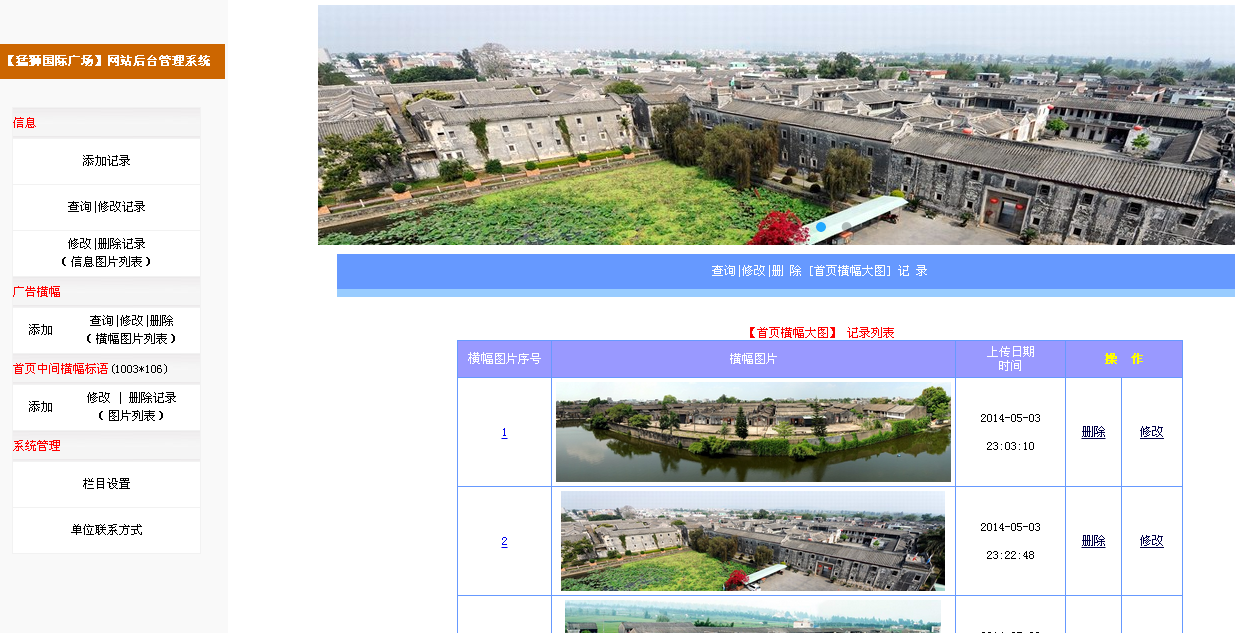 【猛狮国际广场】网站后台管理系统
信息
添加记录
查询|修改记录
修改|删除记录
(信息图片列表)
广告横幅
添加
查询|修改|删除
(横幅图片列表)
首页中间横幅标语(1003*106)
添加
修改 | 删除记录
(图片列表)
系统管理
栏目设置
单位联系方式
查询|修改|删 除 [首页横幅大图] 记 录
【首页横幅大图】 记录列表
横幅图片序号 横幅图片 上传日期 操 作
时间
1 2014-05-03 删除 修改
23:03:10
2 2014-05-03 删除 修改
23:22:48